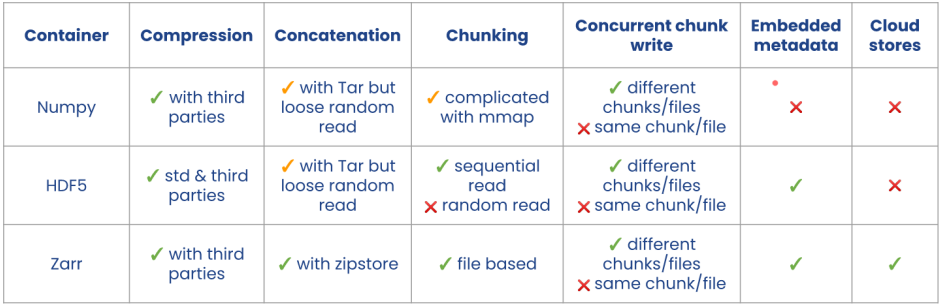 Container
Compression
Concatenation
Chunking
Concurrent chunk
write
Embedded
metadata
Cloud
stores
Numpy
✓ with third
parties
✓ with Tar but
loose random
read
✓ complicated
with mmap
✓ different
chunks/files
❌ same chunk/file
❌
❌
HDF5
✓ std & third
parties
✓ with Tar but
loose random
read
✓ sequential
read
❌ random read
✓ different
chunks/files
❌ same chunk/file
✓
❌
Zarr
✓ with third
parties
✓ with zipstore
✓ file based
✓ different
chunks/files
❌ same chunk/file
✓
✓